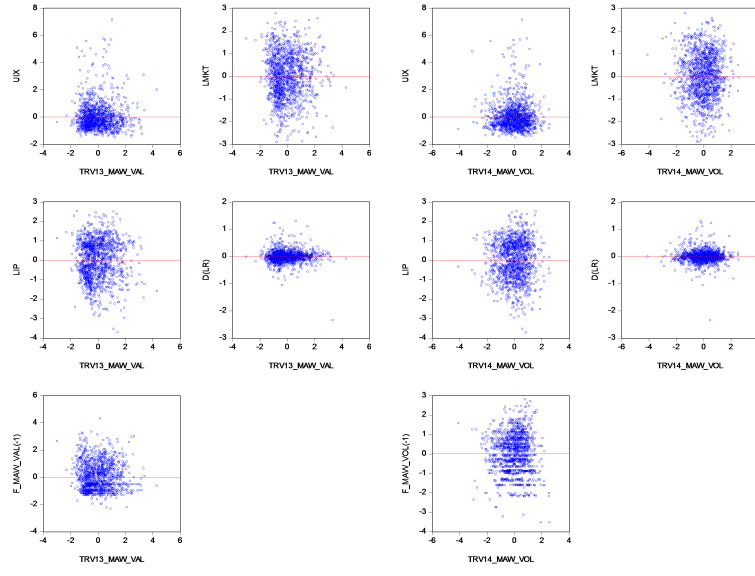 UIX
8
6
4
2
0
-2
-4 -2 0 2 4 6
TRV13_MAW_VAL
LMKT
3
2
1
0
-1
-2
-3
-4 -2 0 2 4 6
TRV13_MAW_VAL
UIX
8
6
4
2
0
-2
-6 -4 -2 0 2 4
TRV14_MAW_VOL
LMKT
3
2
1
0
-1
-2
-3
-6 -4 -2 0 2
TRV14_MAW_VOL
LIP
3
2
1
0
-1
-2
-3
-4
-4 -2 0 2 4 6
TRV13_MAW_VAL
D(LR)
2
1
0
-1
-2
-3
-4 -2 0 2 4 6
TRV13_MAW_VAL
LIP
3
2
1
0
-1
-2
-3
-4
-6 -4 -2 0 2 4
TRV14_MAW_VOL
D(LR)
2
1
0
-1
-2
-3
-6 -4 -2 0 2
TRV14_MAW_VOL
F_MAW_VAL(-1)
6
4
2
0
-2
-4
-4 -2 0 2 4 6
TRV13_MAW_VAL
F_MAW_VOL(-1)
3
2
1
0
-1
-2
-3
-4
-6 -4 -2 0 2 4
TRV14_MAW_VOL